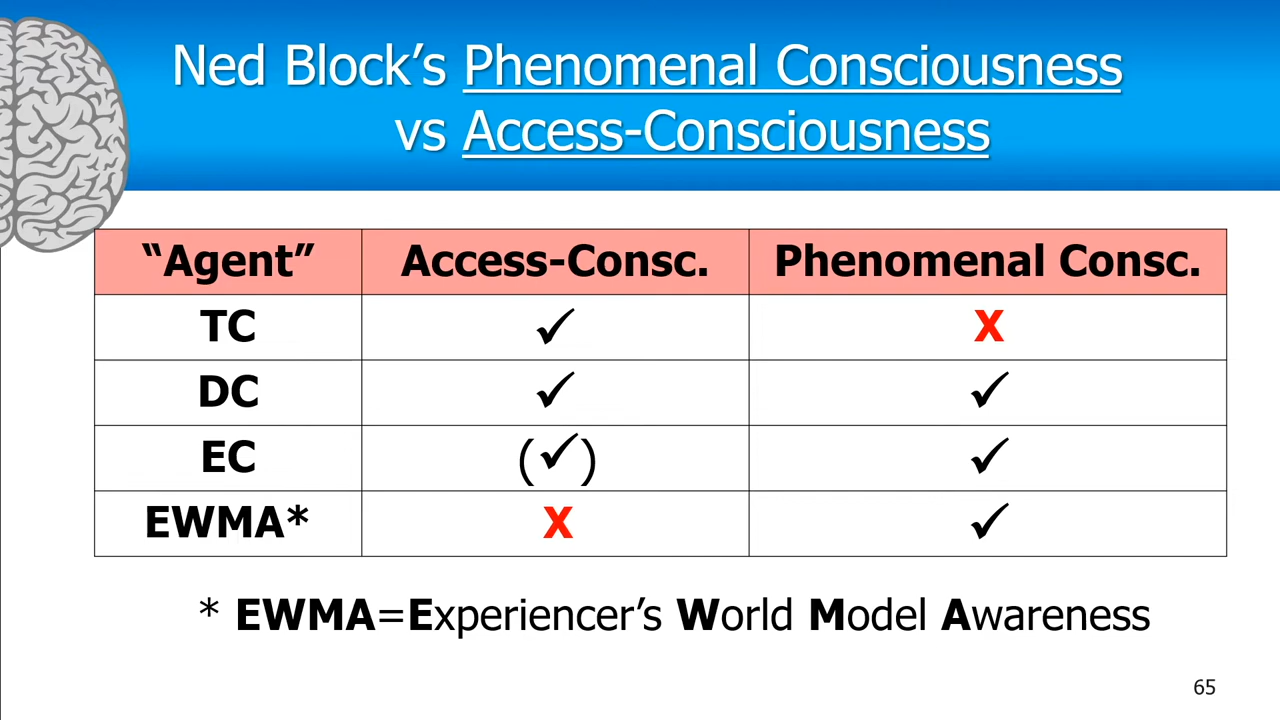 Ned Block’s Phenomenal Consciousness
vs Access-Consciousness
“Agent” Access-Consc. Phenomenal Consc.
TC ✓ X
DC ✓ ✓
EC (✓) ✓
EWMA* X ✓
* EWMA=Experiencer’s World Model Awareness
65